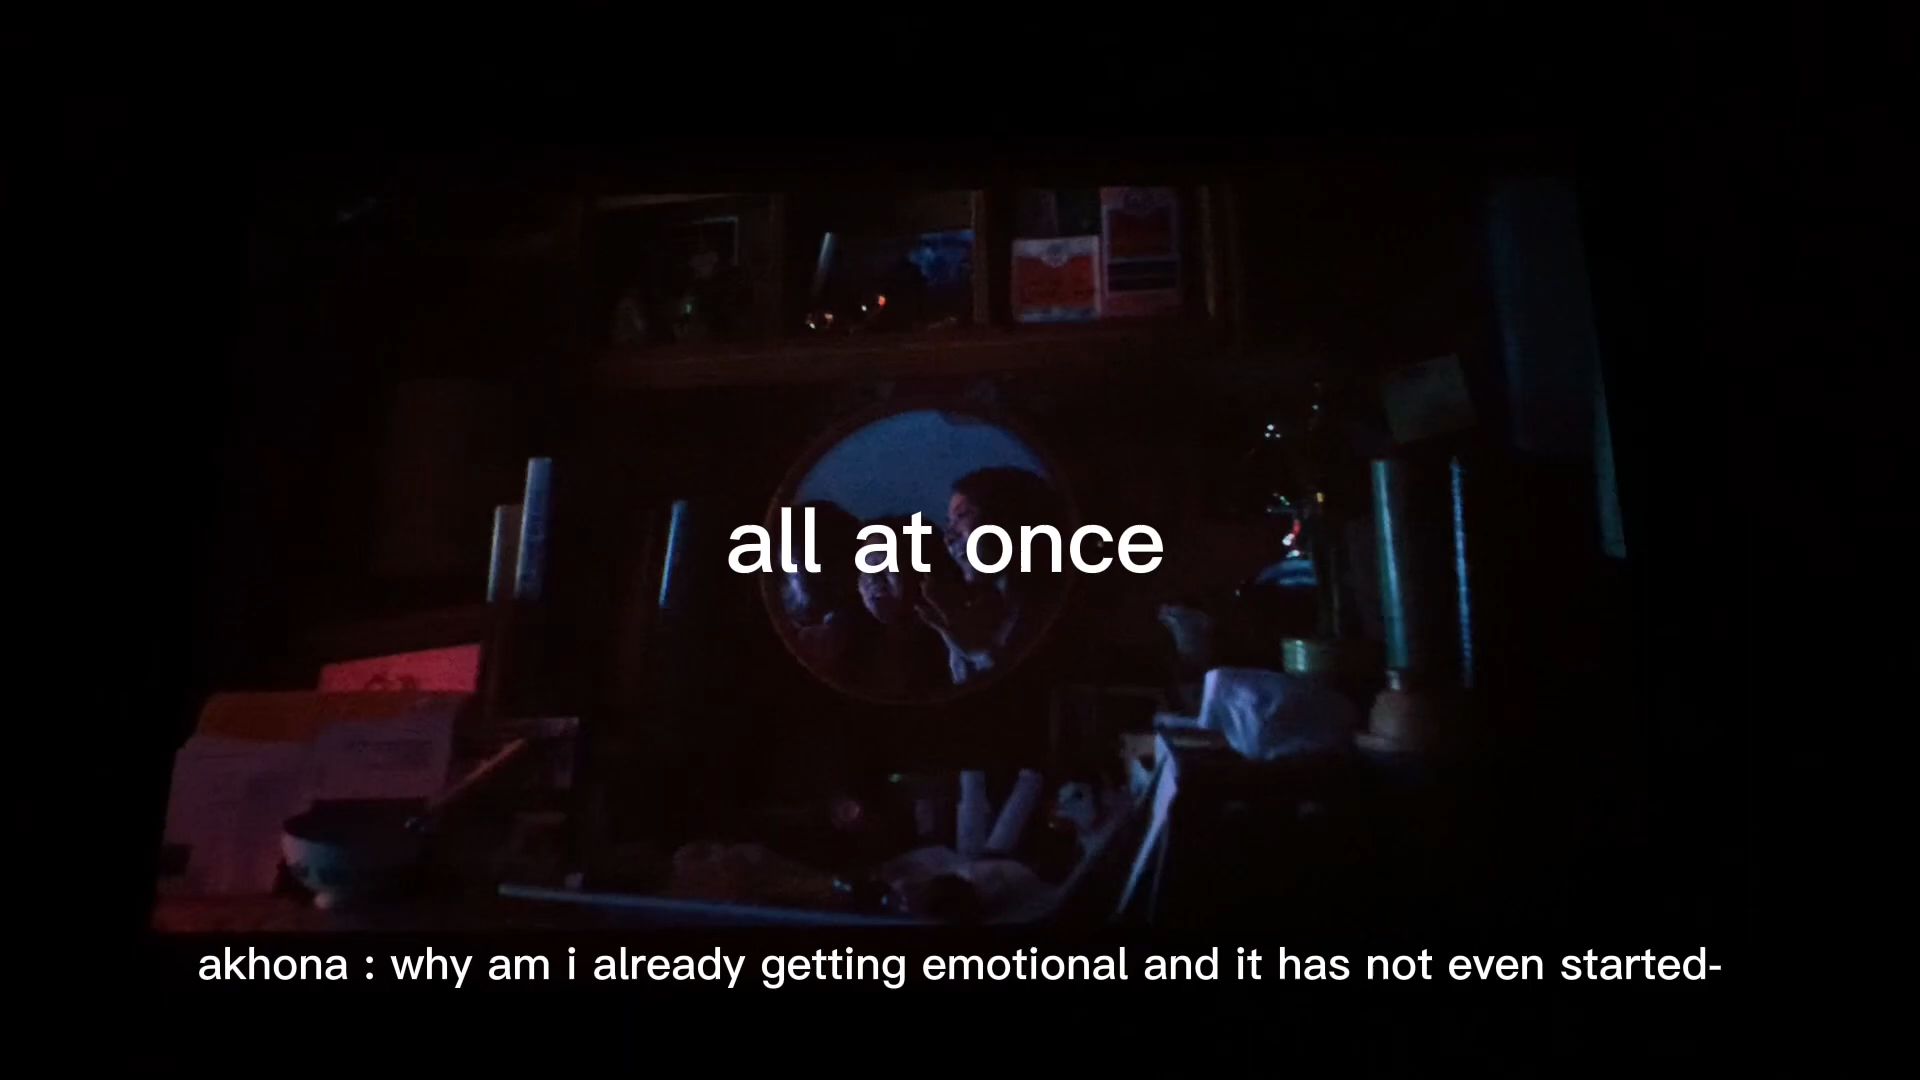 all at once
akhona : why am i already getting emotional and it has not even started-